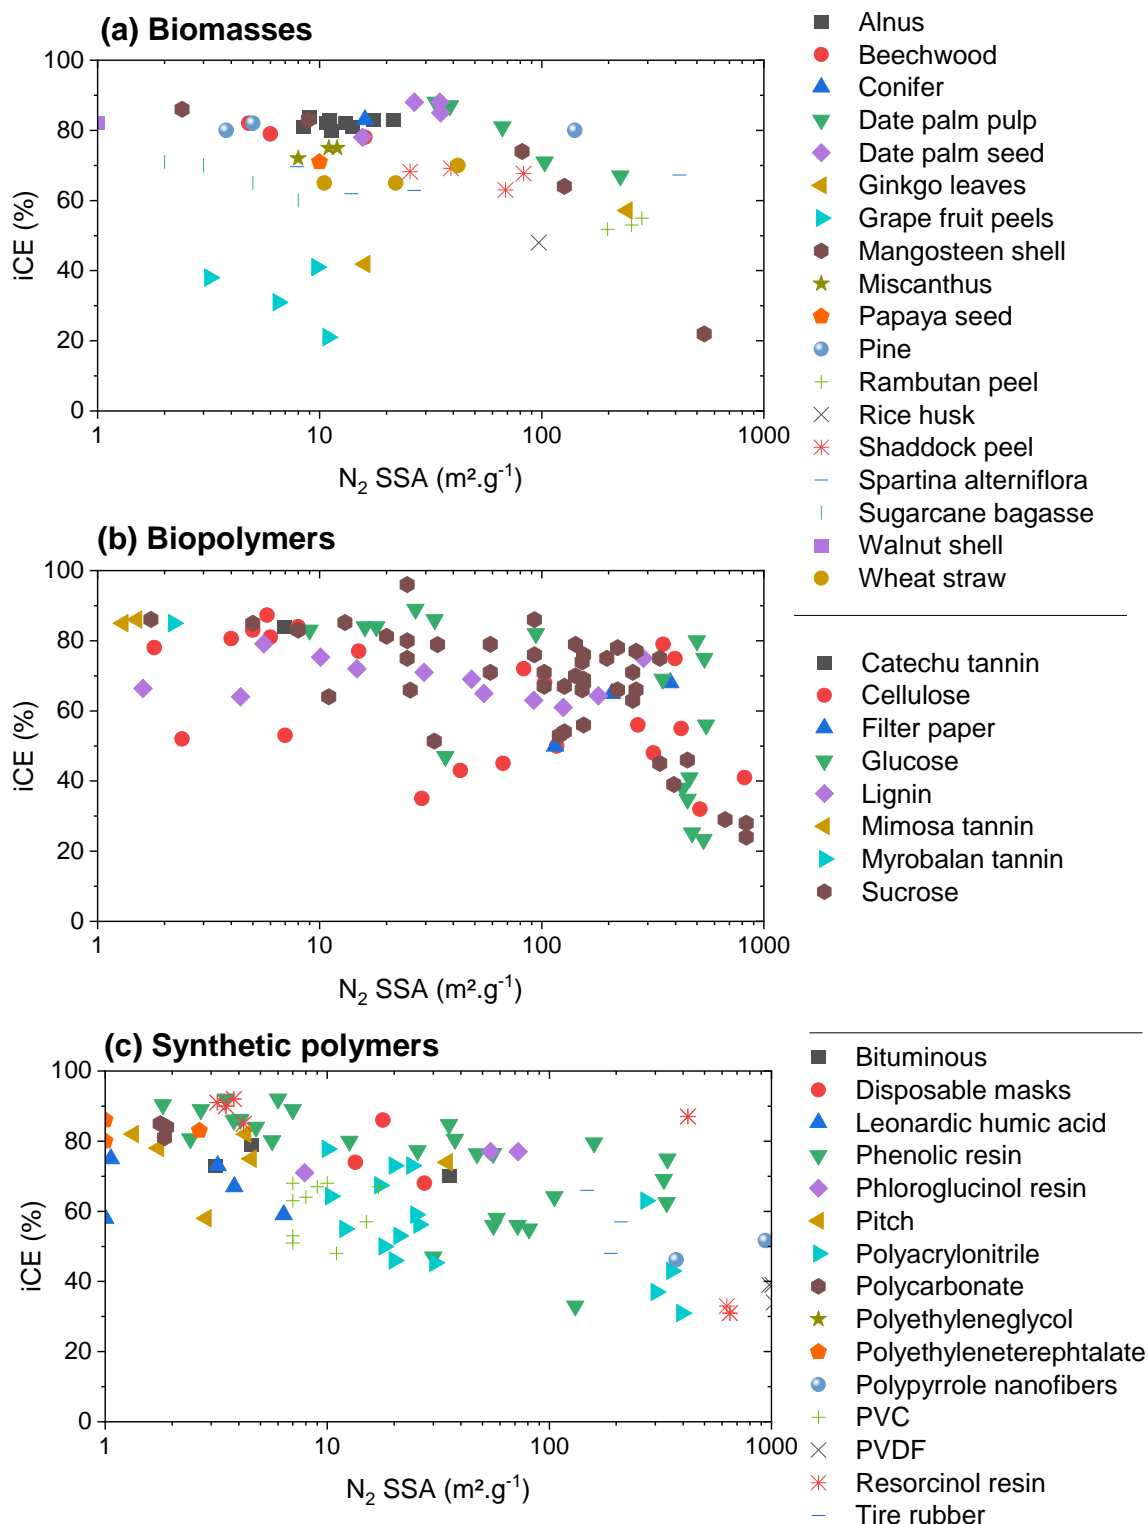 (a) Biomasses
100
80
60
40
20
0
iCE (%)
1
10
100
1000
N2 SSA (m².g-1)
Alnus
Beechwood
Conifer
Date palm pulp
Date palm seed
Ginkgo leaves
Grape fruit peels
Mangosteen shell
Miscanthus
Papaya seed
Pine
Rambutan peel
Rice husk
Shaddock peel
Spartina alterniflora
Sugarcane bagasse
Walnut shell
Wheat straw
(b) Biopolymers
100
80
60
40
20
0
iCE (%)
1
10
100
1000
N2 SSA (m².g-1)
Catechu tannin
Cellulose
Filter paper
Glucose
Lignin
Mimosa tannin
Myrobalan tannin
Sucrose
(c) Synthetic polymers
100
80
60
40
20
0
iCE (%)
1
10
100
1000
N2 SSA (m².g-1)
Bituminous
Disposable masks
Leonardic humic acid
Phenolic resin
Phloroglucinol resin
Pitch
Polyacrylonitrile
Polycarbonate
Polyethyleneglycol
Polyethyleneterephtalate
Polypyrrole nanofibers
PVC
PVDF
Resorcinol resin
Tire rubber